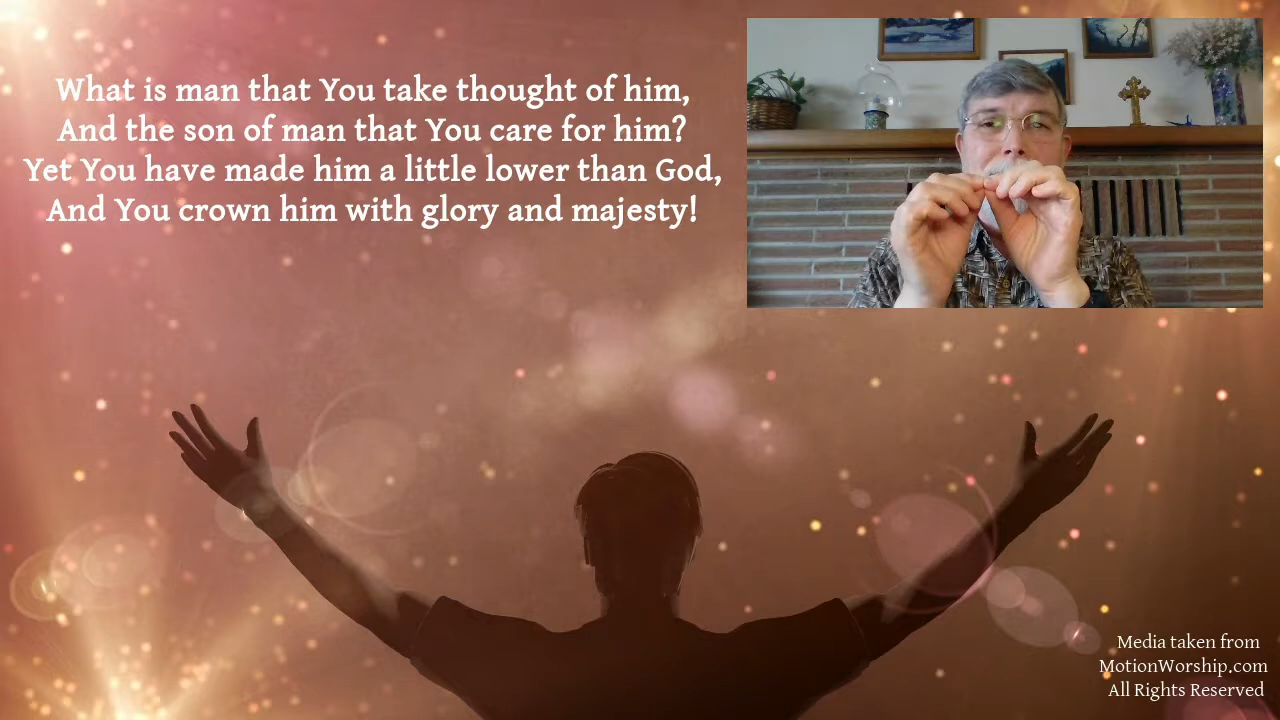 What is man that You take thought of him,
And the son of man that You care for him?
Yet You have made him a little lower than God,
And You crown him with glory and majesty!
Media taken from
MotionWorship.com
All Rights Reserved